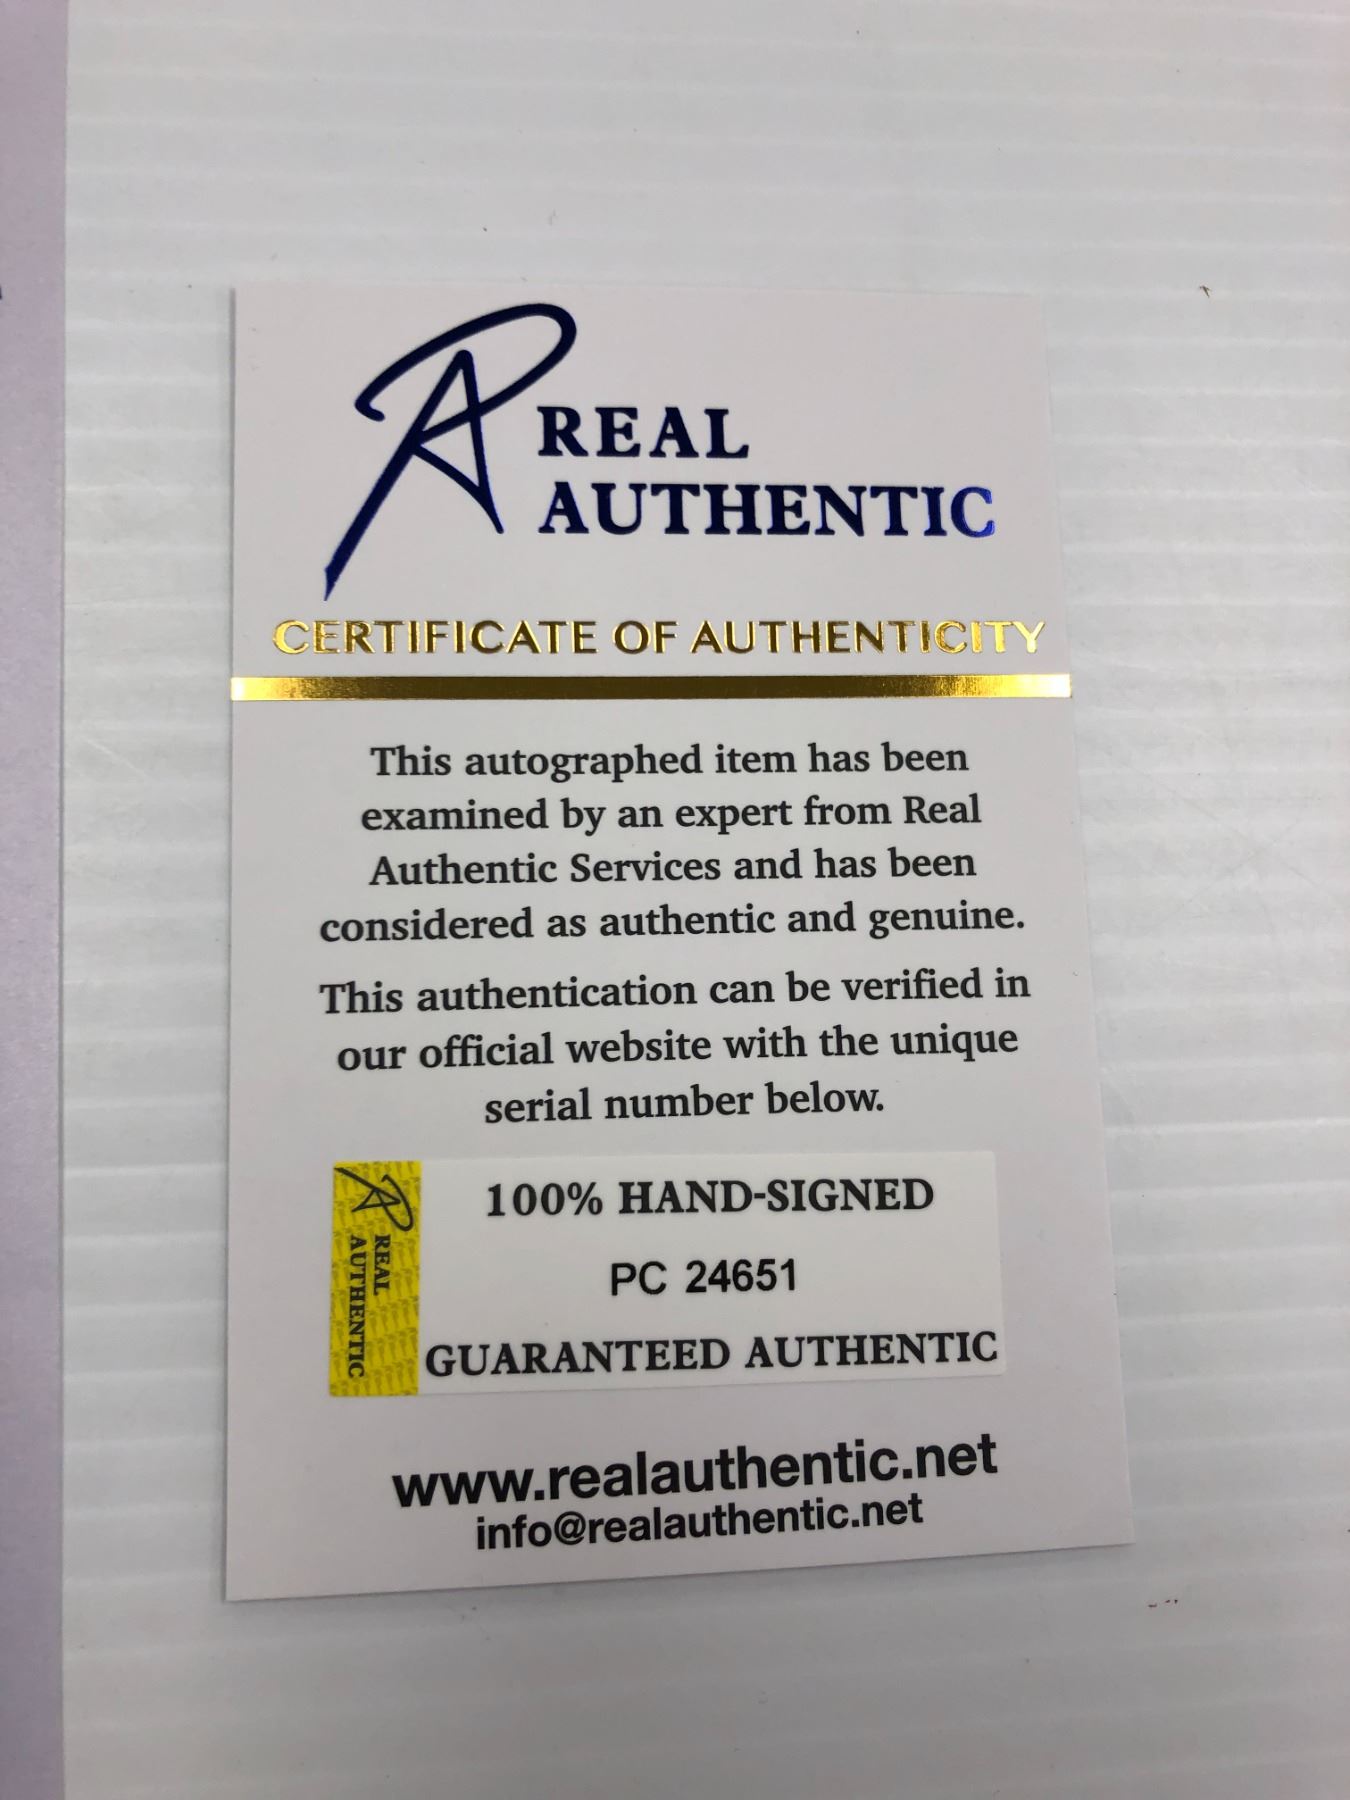 REAL
AUTHENTIC
CERTIFICATE OF AUTHENTICITY
This autographed item has been
examined by an expert from Real
Authentic Services and has been
considered as authentic and genuine.
This authentication can be verified in
our official website with the unique
serial number below.
REAL
AUTHENTIC
100% HAND-SIGNED
PC 24651
GUARANTEED AUTHENTIC
www.realauthentic.net
info@realauthentic.net